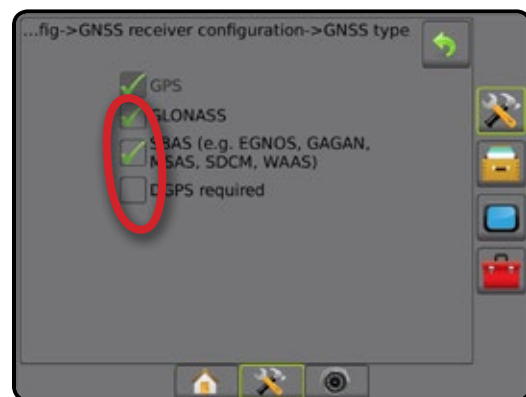 ...fig->GNSS receiver configuration->GNSS type
GPS
GLONASS
SBAS (e.g. EGNOS, GAGAN,
MSAS, SDCM, WAAS)
DGPS required